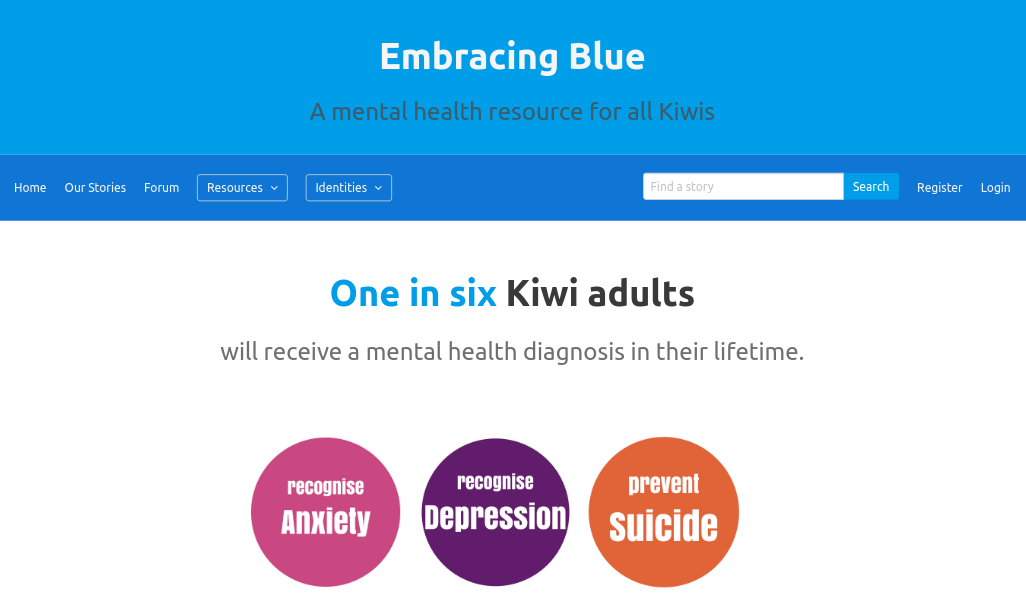 Embracing Blue
A mental health resource for all Kiwis
Home Our Stories Forum Resources Identities Find a story Search Register Login
One in six Kiwi adults
will receive a mental health diagnosis in their lifetime.
recognise
Anxiety
recognise
Depression
prevent
Suicide